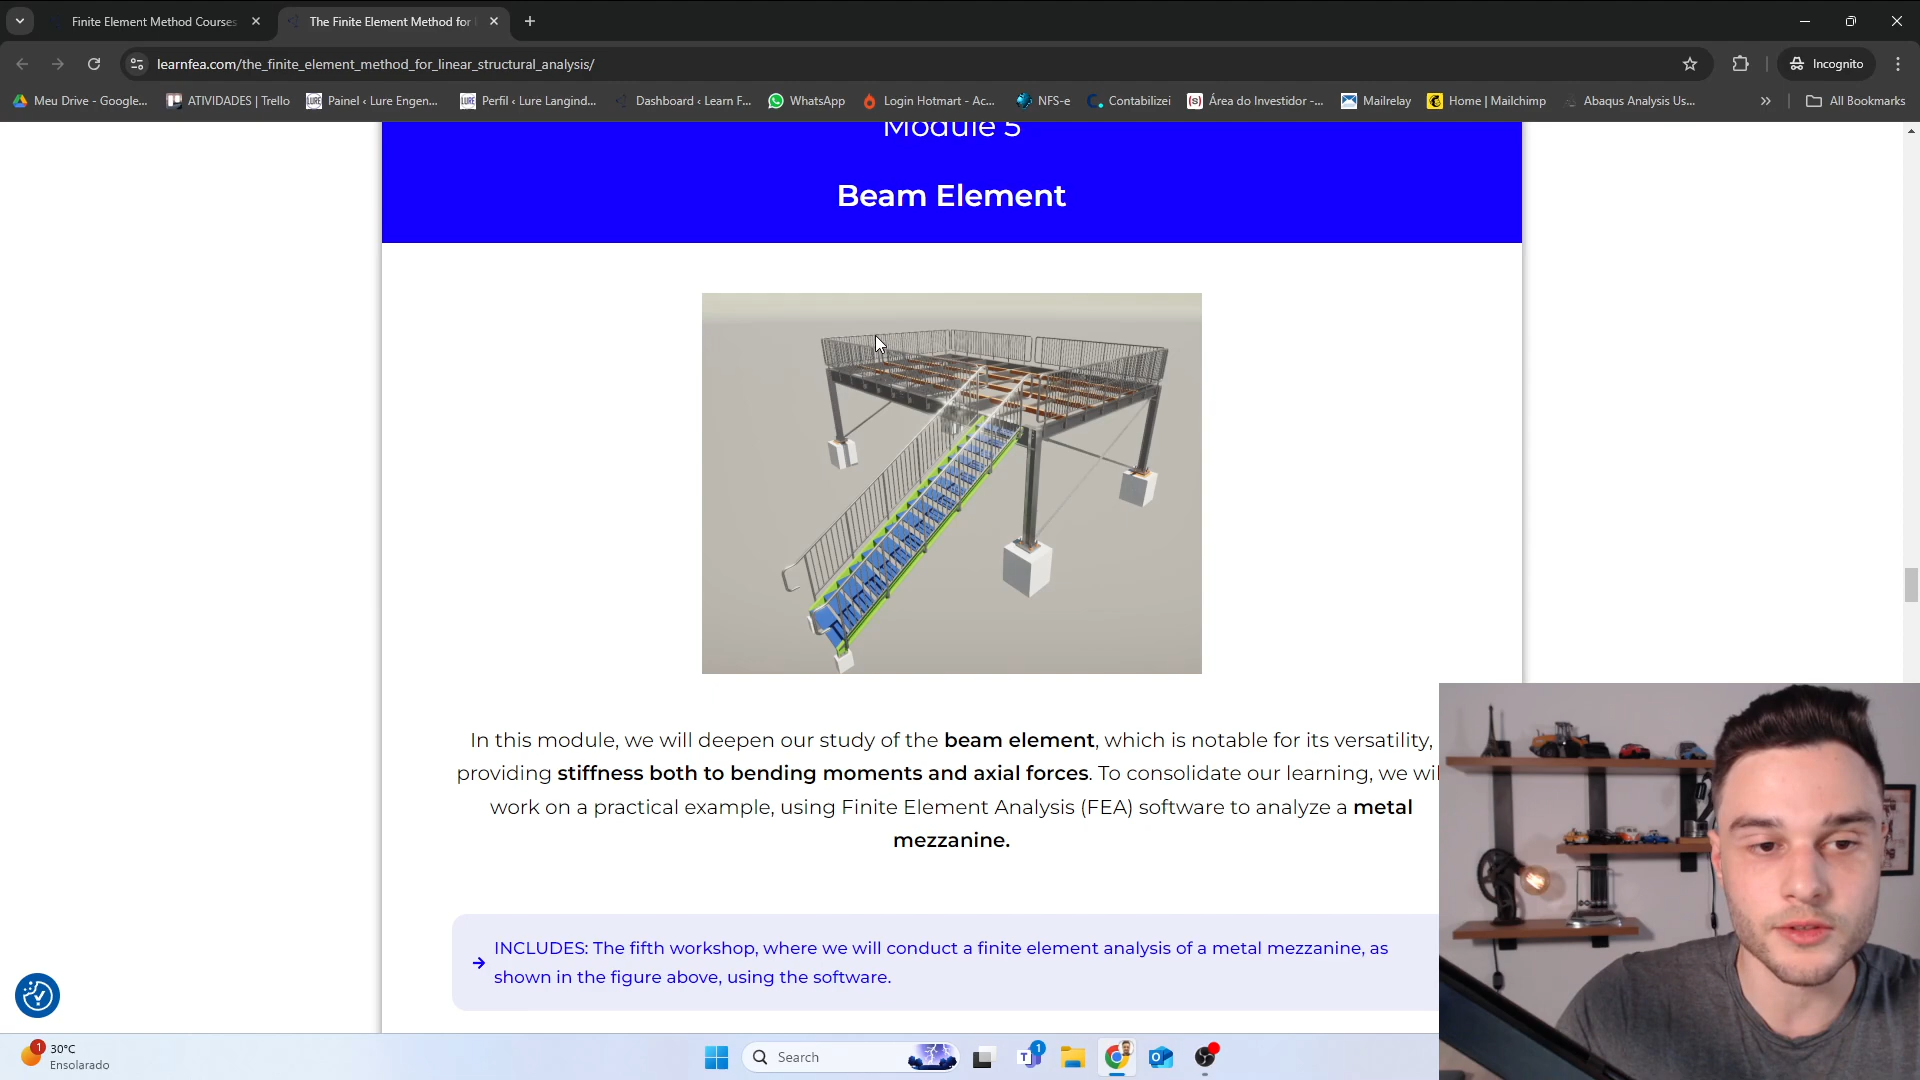 Finite Element Method Courses
The Finite Element Method for
learnfea.com/the_finite_element_method_for_linear_structural_analysis/
Incognito
Meu Drive - Google...
ATIVIDADES | Trello
Painel ‹ Lure Engen...
Perfil ‹ Lure Langind...
Dashboard ‹ Learn F...
WhatsApp
Login Hotmart - Ac...
NFS-e
Contabilizei
Área do Investidor -...
Mailrelay
Home | Mailchimp
Abaqus Analysis Us...
All Bookmarks
Module 5
Beam Element
In this module, we will deepen our study of the beam element, which is notable for its versatility,
providing stiffness both to bending moments and axial forces. To consolidate our learning, we wil
work on a practical example, using Finite Element Analysis (FEA) software to analyze a metal
mezzanine.
INCLUDES: The fifth workshop, where we will conduct a finite element analysis of a metal mezzanine, as
shown in the figure above, using the software.
1
30°C
Ensolarado
Search
1